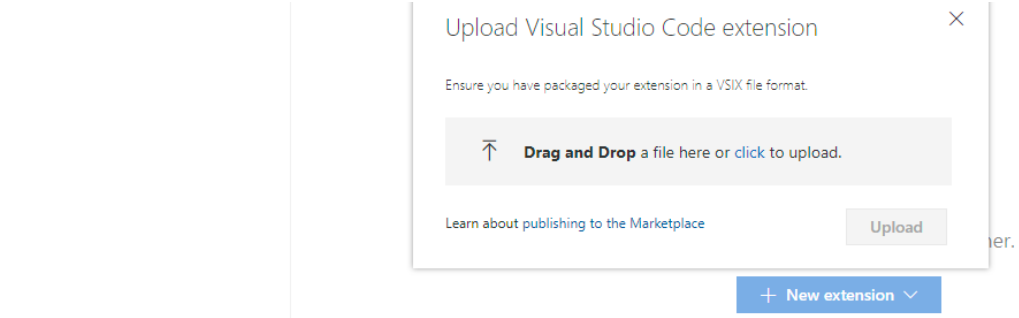 Upload Visual Studio Code extension
Ensure you have packaged your extension in a VSIX file format.
Drag and Drop a file here or click to upload.
Learn about publishing to the Marketplace
Upload
ner.
+ New extension